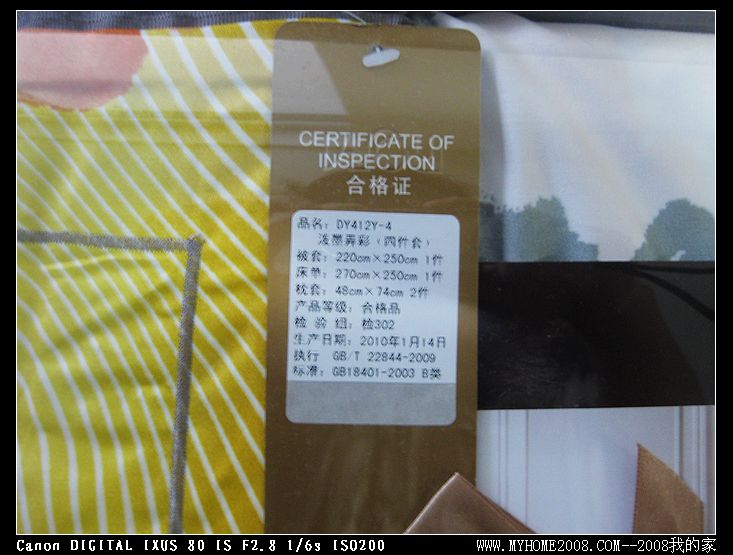 CERTIFICATE OF
INSPECTION
合格证
品名: DY412Y-4
泼墨弄彩(四件套)
被套: 220cm×250cm 1件
床单: 270cm×250cm 1件
枕套: 48cm×74cm 2件
产品等级: 合格品
检 验 组: 检302
生产日期: 2010年1月14日
执行 GB/T 22844-2009
标准: GB18401-2003 B类
Canon DIGITAL IXUS 80 IS F2.8 1/6s ISO200
WWW.MYHOME2008.COM--2008我的家